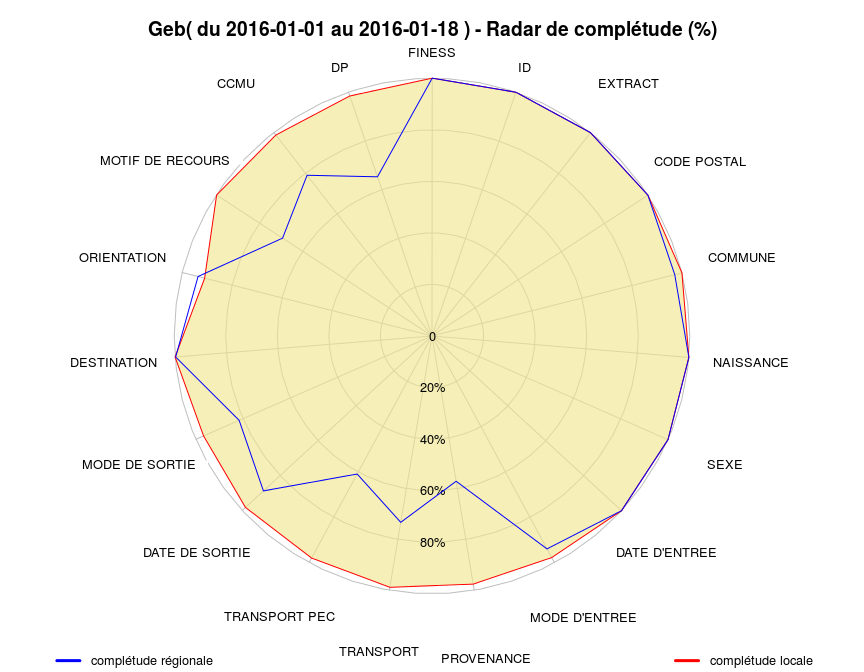 Geb( du 2016-01-01 au 2016-01-18 ) - Radar de complétude (%)
FINESS
DP
ID
CCMU
EXTRACT
MOTIF DE RECOURS
CODE POSTAL
ORIENTATION
COMMUNE
0
DESTINATION
NAISSANCE
20%
40%
MODE DE SORTIE
SEXE
60%
80%
DATE DE SORTIE
DATE D'ENTREE
TRANSPORT PEC
MODE D'ENTREE
TRANSPORT
PROVENANCE
complétude régionale
complétude locale